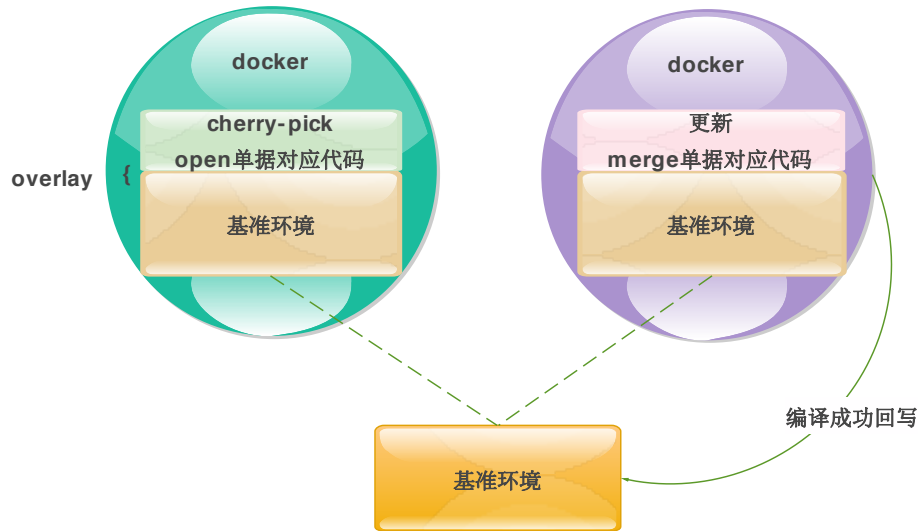 docker
docker
cherry-pick
open单据对应代码
更新
merge单据对应代码
overlay {
基准环境
基准环境
编译成功回写
基准环境